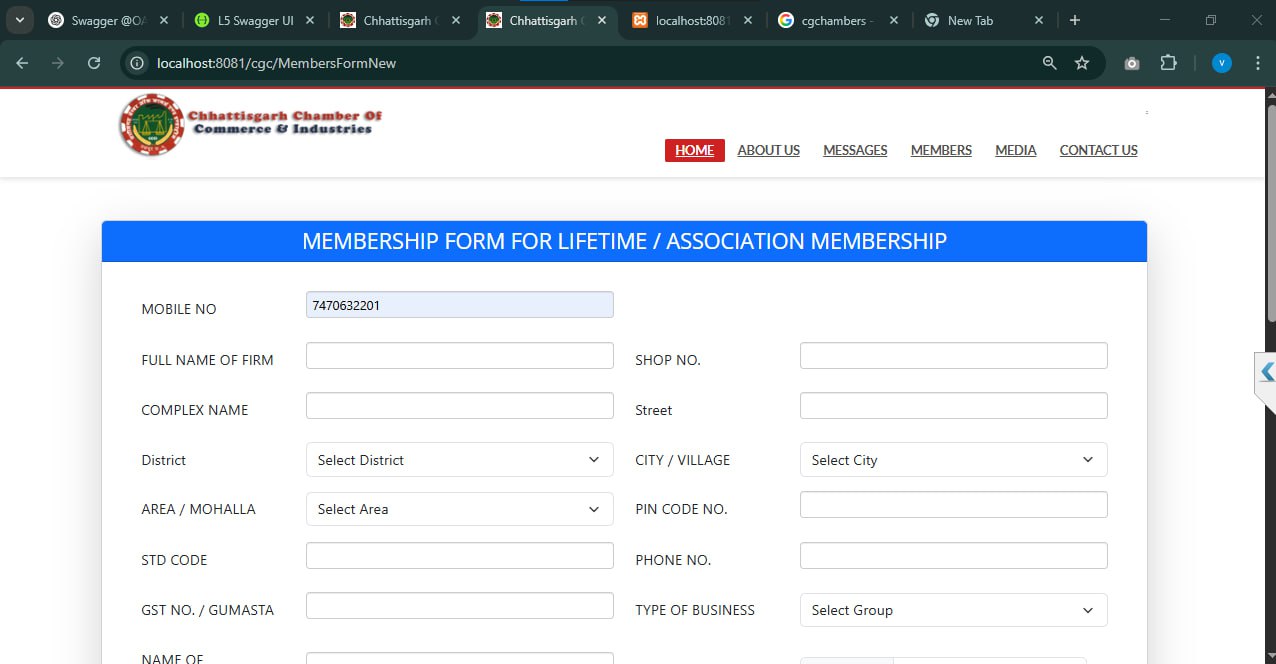 Swagger @OA
L5 Swagger UI
Chhattisgarh C
Chhattisgarh C
localhost:8081
cgchambers -
New Tab
localhost:8081/cgc/MembersFormNew
V
Chhattisgarh Chamber Of
Commerce & Industries
HOME ABOUT US MESSAGES MEMBERS MEDIA CONTACT US
MEMBERSHIP FORM FOR LIFETIME / ASSOCIATION MEMBERSHIP
MOBILE NO 7470632201
FULL NAME OF FIRM SHOP NO.
COMPLEX NAME Street
District Select District CITY / VILLAGE Select City
AREA / MOHALLA Select Area PIN CODE NO.
STD CODE PHONE NO.
GST NO. / GUMASTA TYPE OF BUSINESS Select Group
NAME OF